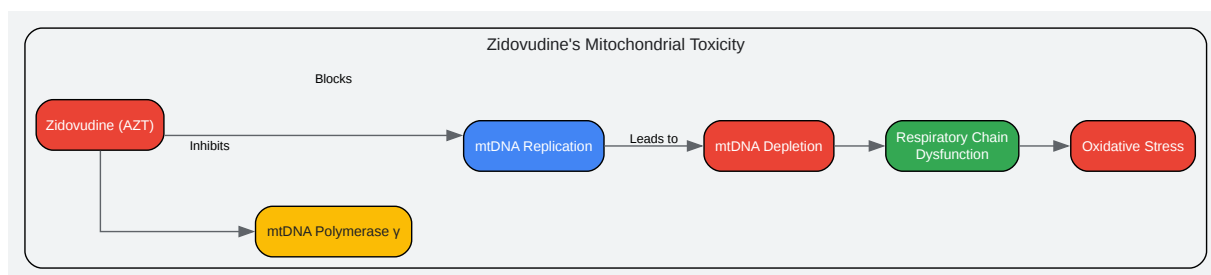 Zidovudine's Mitochondrial Toxicity
Blocks
Zidovudine (AZT)
Inhibits
mtDNA Replication
Leads to
mtDNA Depletion
Respiratory Chain
Dysfunction
Oxidative Stress
mtDNA Polymerase γ